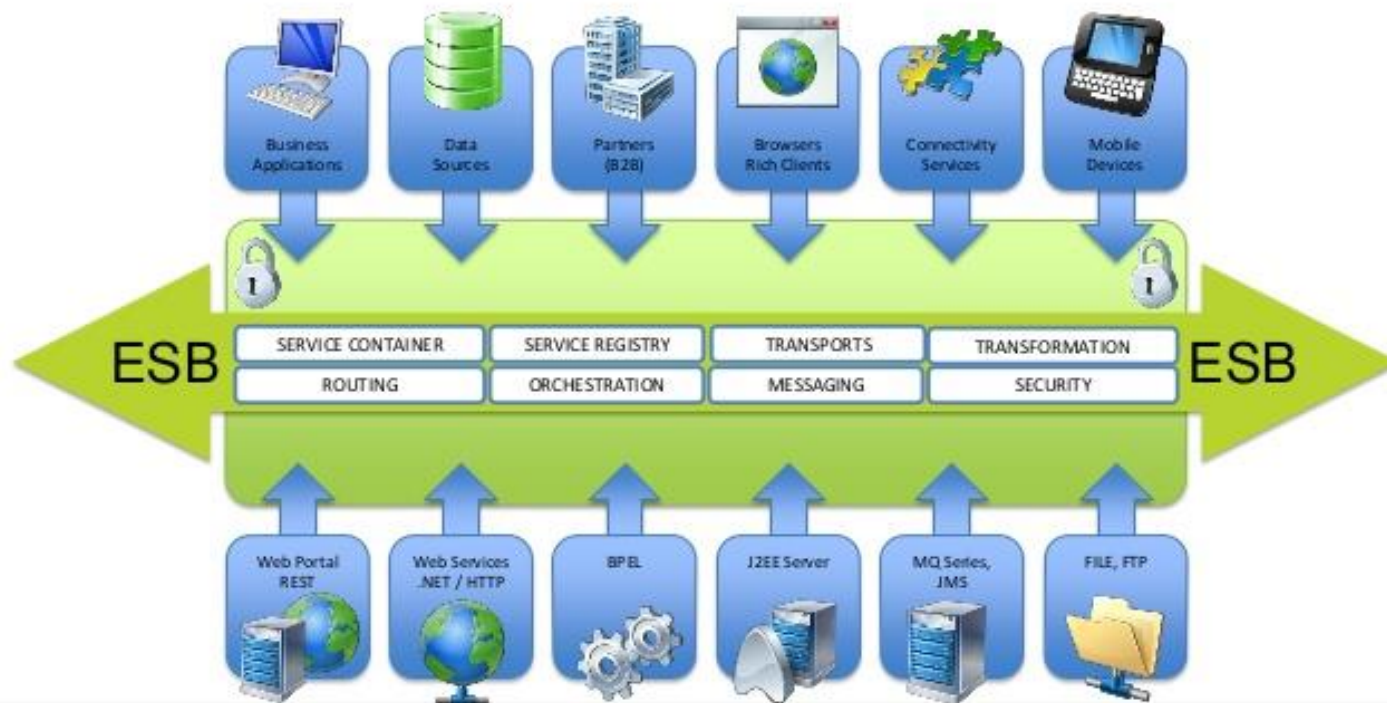 Business
Applications
Data
Sources
Partners
(B2B)
Browsers
Rich Clients
Connectivity
Services
Mobile
Devices
ESB
SERVICE CONTAINER
SERVICE REGISTRY
TRANSPORTS
TRANSFORMATION
ROUTING
ORCHESTRATION
MESSAGING
SECURITY
ESB
Web Portal
REST
Web Services
.NET / HTTP
BPEL
J2EE Server
MQ Series,
JMS
FILE, FTP